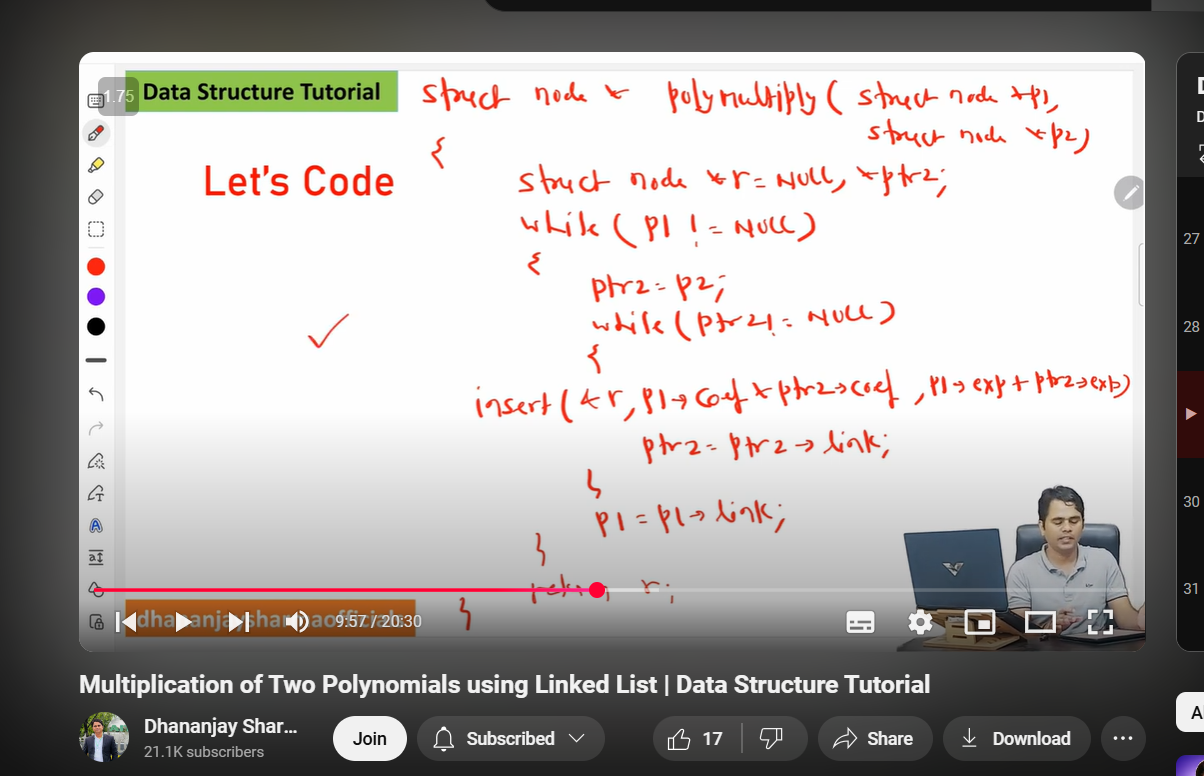 1.75
Data Structure Tutorial
Let's Code
struct node * polymultiply( struct node *p1,
struct node *p2)
{
struct node *r = NULL, *ptr2;
while ( p1 != NULL )
{
ptr2 = p2;
while ( ptr2 != NULL )
{
insert ( &r, p1→coef * ptr2→coef , p1→exp + ptr2→exp)
ptr2 = ptr2 → link;
}
p1 = p1→ link;
}
return r;
}
9:57 / 20:30
Multiplication of Two Polynomials using Linked List | Data Structure Tutorial
Dhananjay Shar...
21.1K subscribers
Join
Subscribed
17
Share
Download
27
28
30
31